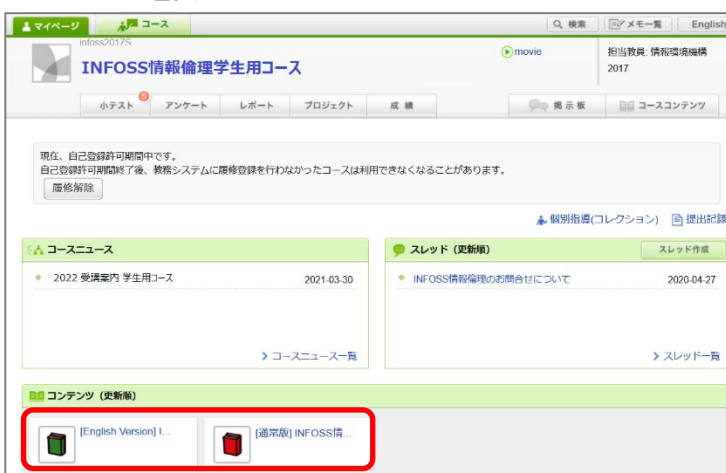 マイページ コース 検索 メモ一覧 English
infoss2017S
INFOSS情報倫理学生用コース
movie
担当教員: 情報環境機構
2017
小テスト アンケート レポート プロジェクト 成績 掲示板 コースコンテンツ
現在、自己登録許可期間中です。
自己登録許可期間終了後、教務システムに履修登録を行わなかったコースは利用できなくなることがあります。
履修解除
個別指導(コレクション) 提出記録
コースニュース
2022 受講案内 学生用コース 2021-03-30
コースニュース一覧
スレッド (更新順) スレッド作成
INFOSS情報倫理のお問合せについて 2020-04-27
スレッド一覧
コンテンツ (更新順)
[English Version] I...
[通常版] INFOSS情...